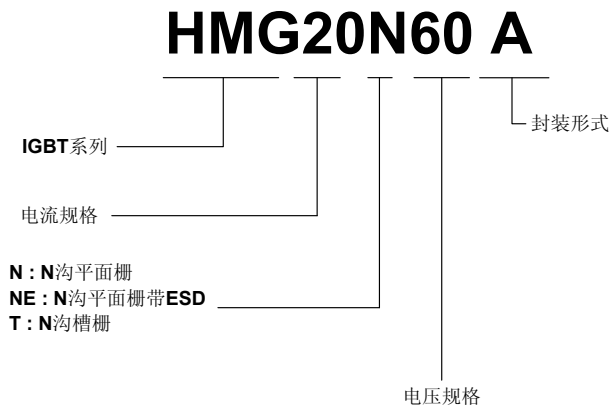 HMG20N60 A
封装形式
IGBT系列
电流规格
N : N沟平面栅
NE : N沟平面栅带ESD
T : N沟槽栅
电压规格